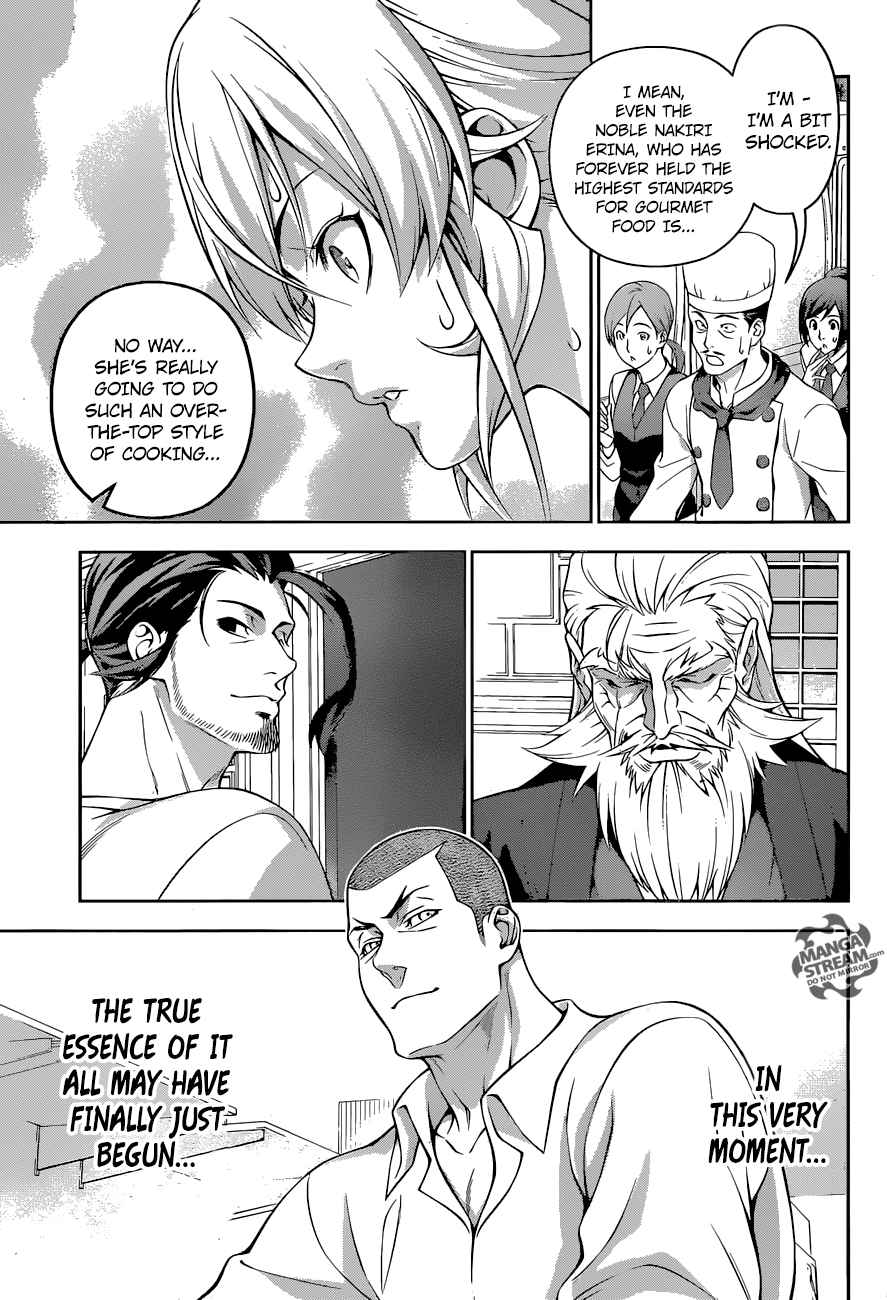 I'M -
I'M A BIT
SHOCKED.
I MEAN,
EVEN THE
NOBLE NAKIRI
ERINA, WHO HAS
FOREVER HELD THE
HIGHEST STANDARDS
FOR GOURMET
FOOD IS...
NO WAY...
SHE'S REALLY
GOING TO DO
SUCH AN OVER-
THE-TOP STYLE
OF COOKING...
IN
THIS VERY
MOMENT...
THE TRUE
ESSENCE OF IT
ALL MAY HAVE
FINALLY JUST
BEGUN...
MANGA
STREAM.com
DO NOT MIRROR